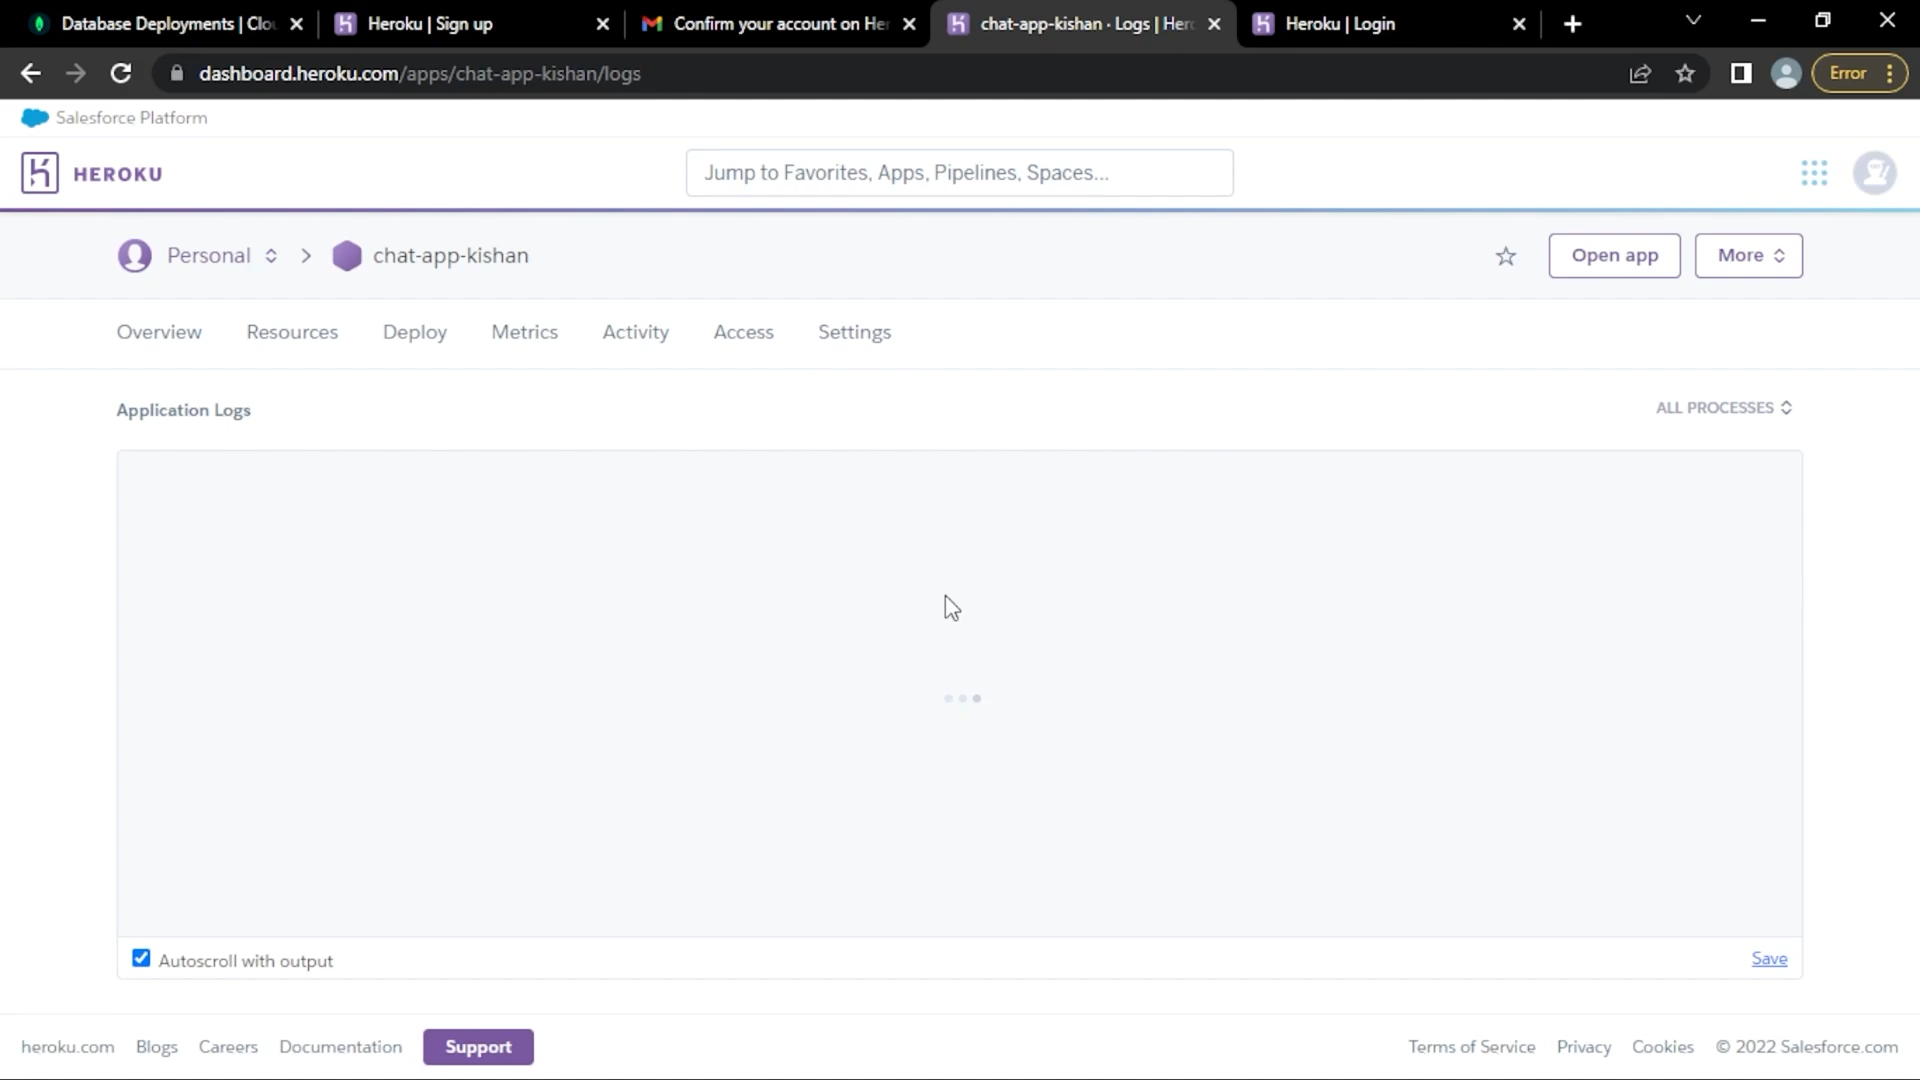 Database Deployments | Clou
Heroku | Sign up
Confirm your account on Her
chat-app-kishan · Logs | Hero
Heroku | Login
dashboard.heroku.com/apps/chat-app-kishan/logs
Error
Salesforce Platform
HEROKU
Jump to Favorites, Apps, Pipelines, Spaces...
Personal
chat-app-kishan
Open app
More
Overview
Resources
Deploy
Metrics
Activity
Access
Settings
Application Logs
ALL PROCESSES
Autoscroll with output
Save
heroku.com
Blogs
Careers
Documentation
Support
Terms of Service
Privacy
Cookies
© 2022 Salesforce.com